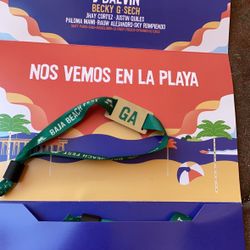 J BALVIN
BECKY G·SECH
JHAY CORTEZ·JUSTIN QUILES
PALOMA MAMI·RAUW ALEJANDRO·SKY ROMPIENDO
NOS VEMOS EN LA PLAYA
GA
BAJA BEACH FEST